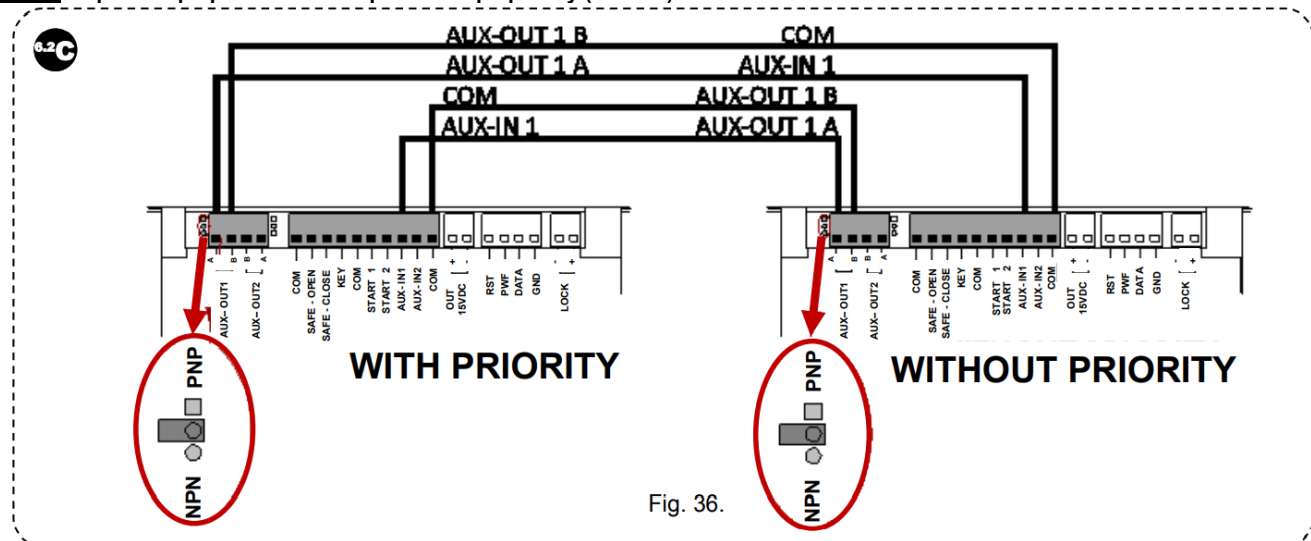 6.2C
AUX-OUT 1 B COM
AUX-OUT 1 A AUX-IN 1
COM AUX-OUT 1 B
AUX-IN 1 AUX-OUT 1 A
A
B
B
A
AUX– OUT1
AUX– OUT2
COM
SAFE - OPEN
SAFE - CLOSE
KEY
COM
START 1
START 2
AUX- IN1
AUX- IN2
COM
OUT
15VDC
- +
RST
PWF
DATA
GND
LOCK
- +
A
B
B
A
AUX– OUT1
AUX– OUT2
COM
SAFE - OPEN
SAFE - CLOSE
KEY
COM
START 1
START 2
AUX- IN1
AUX- IN2
COM
OUT
15VDC
- +
RST
PWF
DATA
GND
LOCK
- +
WITH PRIORITY
WITHOUT PRIORITY
PNP
NPN
PNP
NPN
Fig. 36.